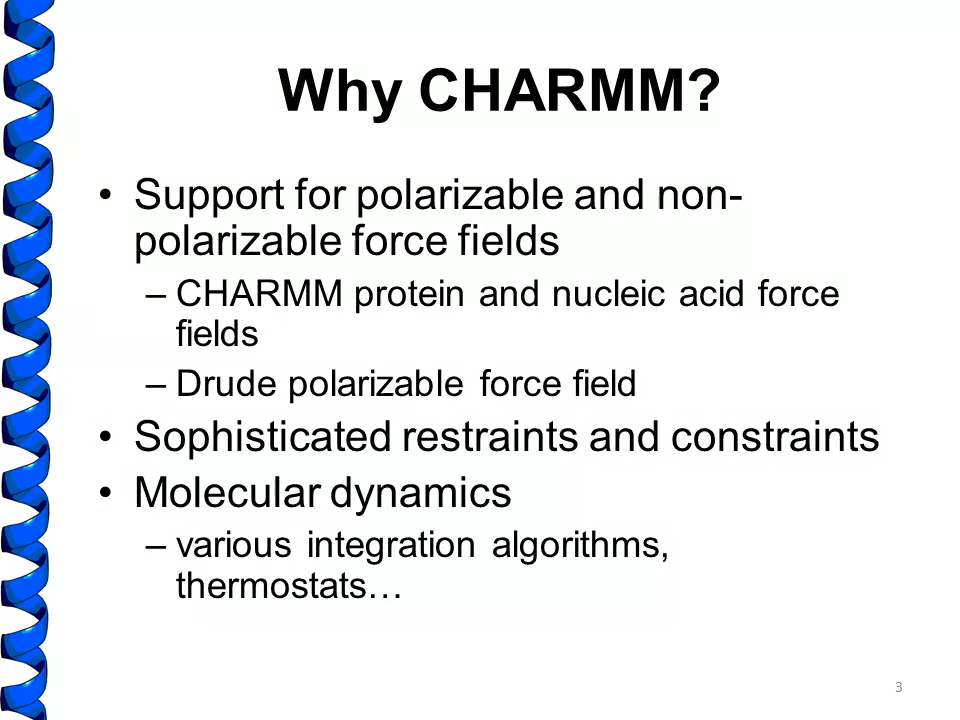 Why CHARMM?
• Support for polarizable and non-
polarizable force fields
– CHARMM protein and nucleic acid force
fields
– Drude polarizable force field
• Sophisticated restraints and constraints
• Molecular dynamics
– various integration algorithms,
thermostats…
3